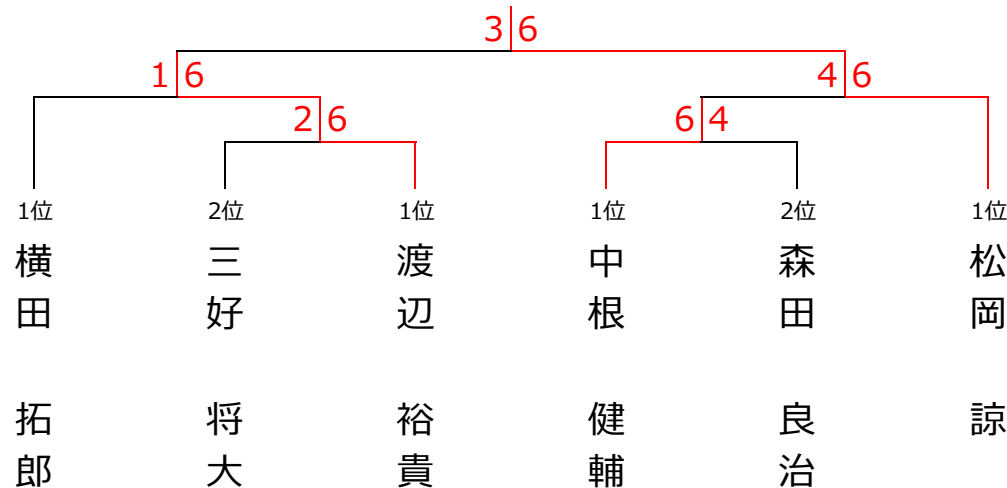 3 6
1 6
4 6
2 6
6 4
1位 2位 1位 1位 2位 1位
横田 拓郎
三好 将大
渡辺 裕貴
中根 健輔
森田 良治
松岡 諒